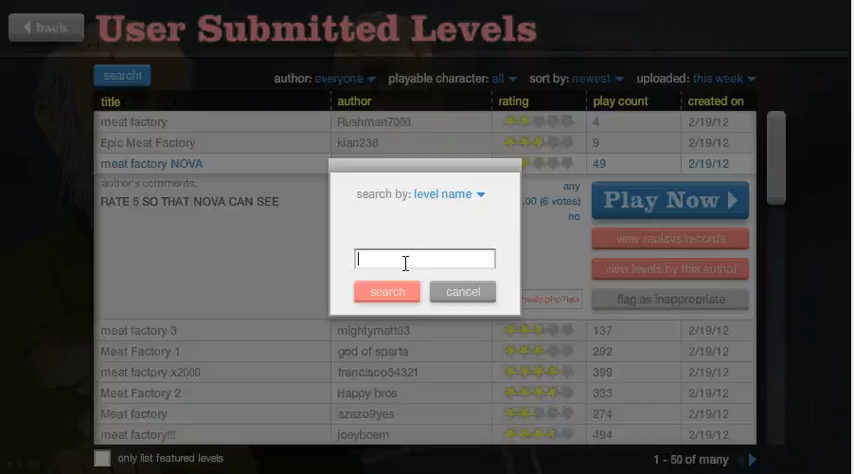 back
User Submitted Levels
search!
author: everyone playable character: all sort by: newest uploaded: this week
title author rating play count created on
meat factory Rushman7000 4 2/19/12
Epic Meat Factory kian238 9 2/19/12
meat factory NOVA 49 2/19/12
author's comments:
RATE 5 SO THAT NOVA CAN SEE
any
.00 (6 votes)
no
Play Now
view replays/records
view levels by this author
flag as inappropriate
search by: level name
search cancel
meat factory 3 mightymatt03 137 2/19/12
Meat Factory 1 god of sparta 292 2/19/12
meat factory x2000 francisco54321 399 2/19/12
Meat Factory 2 Happy bros 333 2/19/12
Meat factory azazo9yes 274 2/19/12
meat factory!!! joeyboern 494 2/19/12
only list featured levels 1 - 50 of many